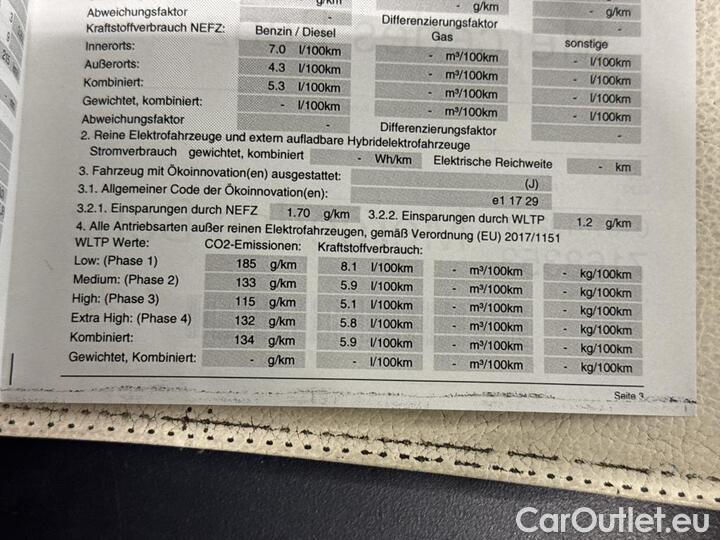 g/km - g/km
Abweichungsfaktor - Differenzierungsfaktor - g/km
Kraftstoffverbrauch NEFZ: Benzin / Diesel Gas sonstige
Innerorts: 7.0 l/100km - m³/100km - l/100km
Außerorts: 4.3 l/100km - m³/100km - l/100km
Kombiniert: 5.3 l/100km - m³/100km - l/100km
Gewichtet, kombiniert: - l/100km - m³/100km - l/100km
Abweichungsfaktor - Differenzierungsfaktor -
2. Reine Elektrofahrzeuge und extern aufladbare Hybridelektrofahrzeuge
Stromverbrauch gewichtet, kombiniert - Wh/km Elektrische Reichweite - km
3. Fahrzeug mit Ökoinnovation(en) ausgestattet: (J)
3.1. Allgemeiner Code der Ökoinnovation(en): e1 17 29
3.2.1. Einsparungen durch NEFZ 1.70 g/km 3.2.2. Einsparungen durch WLTP 1.2 g/km
4. Alle Antriebsarten außer reinen Elektrofahrzeugen, gemäß Verordnung (EU) 2017/1151
WLTP Werte: CO2-Emissionen: Kraftstoffverbrauch:
Low: (Phase 1) 185 g/km 8.1 l/100km - m³/100km - kg/100km
Medium: (Phase 2) 133 g/km 5.9 l/100km - m³/100km - kg/100km
High: (Phase 3) 115 g/km 5.1 l/100km - m³/100km - kg/100km
Extra High: (Phase 4) 132 g/km 5.8 l/100km - m³/100km - kg/100km
Kombiniert: 134 g/km 5.9 l/100km - m³/100km - kg/100km
Gewichtet, Kombiniert: - g/km - l/100km - m³/100km - kg/100km
Seite 3
CarOutlet.eu